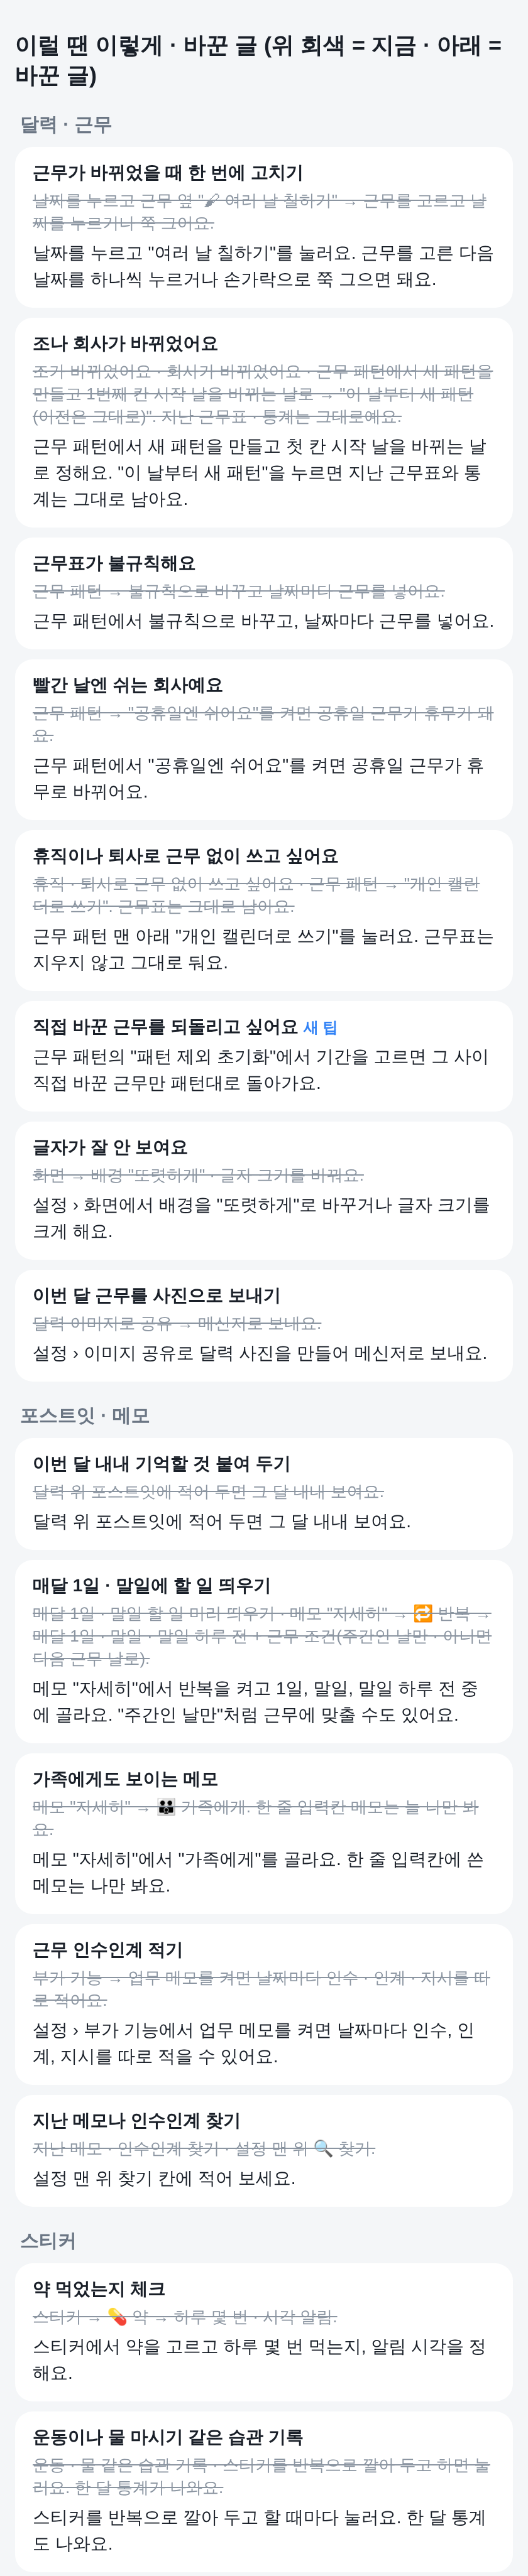 이럴 땐 이렇게 · 바꾼 글 (위 회색 = 지금 · 아래 =
바꾼 글)
달력 · 근무
근무가 바뀌었을 때 한 번에 고치기
날짜를 누르고 근무 옆 "🖌 여러 날 칠하기" → 근무를 고르고 날
짜를 누르거나 쭉 그어요.
날짜를 누르고 "여러 날 칠하기"를 눌러요. 근무를 고른 다음
날짜를 하나씩 누르거나 손가락으로 쭉 그으면 돼요.
조나 회사가 바뀌었어요
조가 바뀌었어요 · 회사가 바뀌었어요 · 근무 패턴에서 새 패턴을
만들고 1번째 칸 시작 날을 바뀌는 날로 → "이 날부터 새 패턴
(이전은 그대로)". 지난 근무표 · 통계는 그대로예요.
근무 패턴에서 새 패턴을 만들고 첫 칸 시작 날을 바뀌는 날
로 정해요. "이 날부터 새 패턴"을 누르면 지난 근무표와 통
계는 그대로 남아요.
근무표가 불규칙해요
근무 패턴 → 불규칙으로 바꾸고 날짜마다 근무를 넣어요.
근무 패턴에서 불규칙으로 바꾸고, 날짜마다 근무를 넣어요.
빨간 날엔 쉬는 회사예요
근무 패턴 → "공휴일엔 쉬어요"를 켜면 공휴일 근무가 휴무가 돼
요.
근무 패턴에서 "공휴일엔 쉬어요"를 켜면 공휴일 근무가 휴
무로 바뀌어요.
휴직이나 퇴사로 근무 없이 쓰고 싶어요
휴직 · 퇴사로 근무 없이 쓰고 싶어요 · 근무 패턴 → "개인 캘린
더로 쓰기". 근무표는 그대로 남아요.
근무 패턴 맨 아래 "개인 캘린더로 쓰기"를 눌러요. 근무표는
지우지 않고 그대로 둬요.
직접 바꾼 근무를 되돌리고 싶어요 새 팁
근무 패턴의 "패턴 제외 초기화"에서 기간을 고르면 그 사이
직접 바꾼 근무만 패턴대로 돌아가요.
글자가 잘 안 보여요
화면 → 배경 "또렷하게" · 글자 크기를 바꿔요.
설정 › 화면에서 배경을 "또렷하게"로 바꾸거나 글자 크기를
크게 해요.
이번 달 근무를 사진으로 보내기
달력 이미지로 공유 → 메신저로 보내요.
설정 › 이미지 공유로 달력 사진을 만들어 메신저로 보내요.
포스트잇 · 메모
이번 달 내내 기억할 것 붙여 두기
달력 위 포스트잇에 적어 두면 그 달 내내 보여요.
달력 위 포스트잇에 적어 두면 그 달 내내 보여요.
매달 1일 · 말일에 할 일 띄우기
매달 1일 · 말일 할 일 미리 띄우기 · 메모 "자세히" → 🔁 반복 →
매달 1일 · 말일 · 말일 하루 전 + 근무 조건(주간인 날만 · 아니면
다음 근무 날로).
메모 "자세히"에서 반복을 켜고 1일, 말일, 말일 하루 전 중
에 골라요. "주간인 날만"처럼 근무에 맞출 수도 있어요.
가족에게도 보이는 메모
메모 "자세히" → 👪 가족에게. 한 줄 입력칸 메모는 늘 나만 봐
요.
메모 "자세히"에서 "가족에게"를 골라요. 한 줄 입력칸에 쓴
메모는 나만 봐요.
근무 인수인계 적기
부가 기능 → 업무 메모를 켜면 날짜마다 인수 · 인계 · 지시를 따
로 적어요.
설정 › 부가 기능에서 업무 메모를 켜면 날짜마다 인수, 인
계, 지시를 따로 적을 수 있어요.
지난 메모나 인수인계 찾기
지난 메모 · 인수인계 찾기 · 설정 맨 위 🔍 찾기.
설정 맨 위 찾기 칸에 적어 보세요.
스티커
약 먹었는지 체크
스티커 → 💊 약 → 하루 몇 번 · 시각 알림.
스티커에서 약을 고르고 하루 몇 번 먹는지, 알림 시각을 정
해요.
운동이나 물 마시기 같은 습관 기록
운동 · 물 같은 습관 기록 · 스티커를 반복으로 깔아 두고 하면 눌
러요. 한 달 통계가 나와요.
스티커를 반복으로 깔아 두고 할 때마다 눌러요. 한 달 통계
도 나와요.